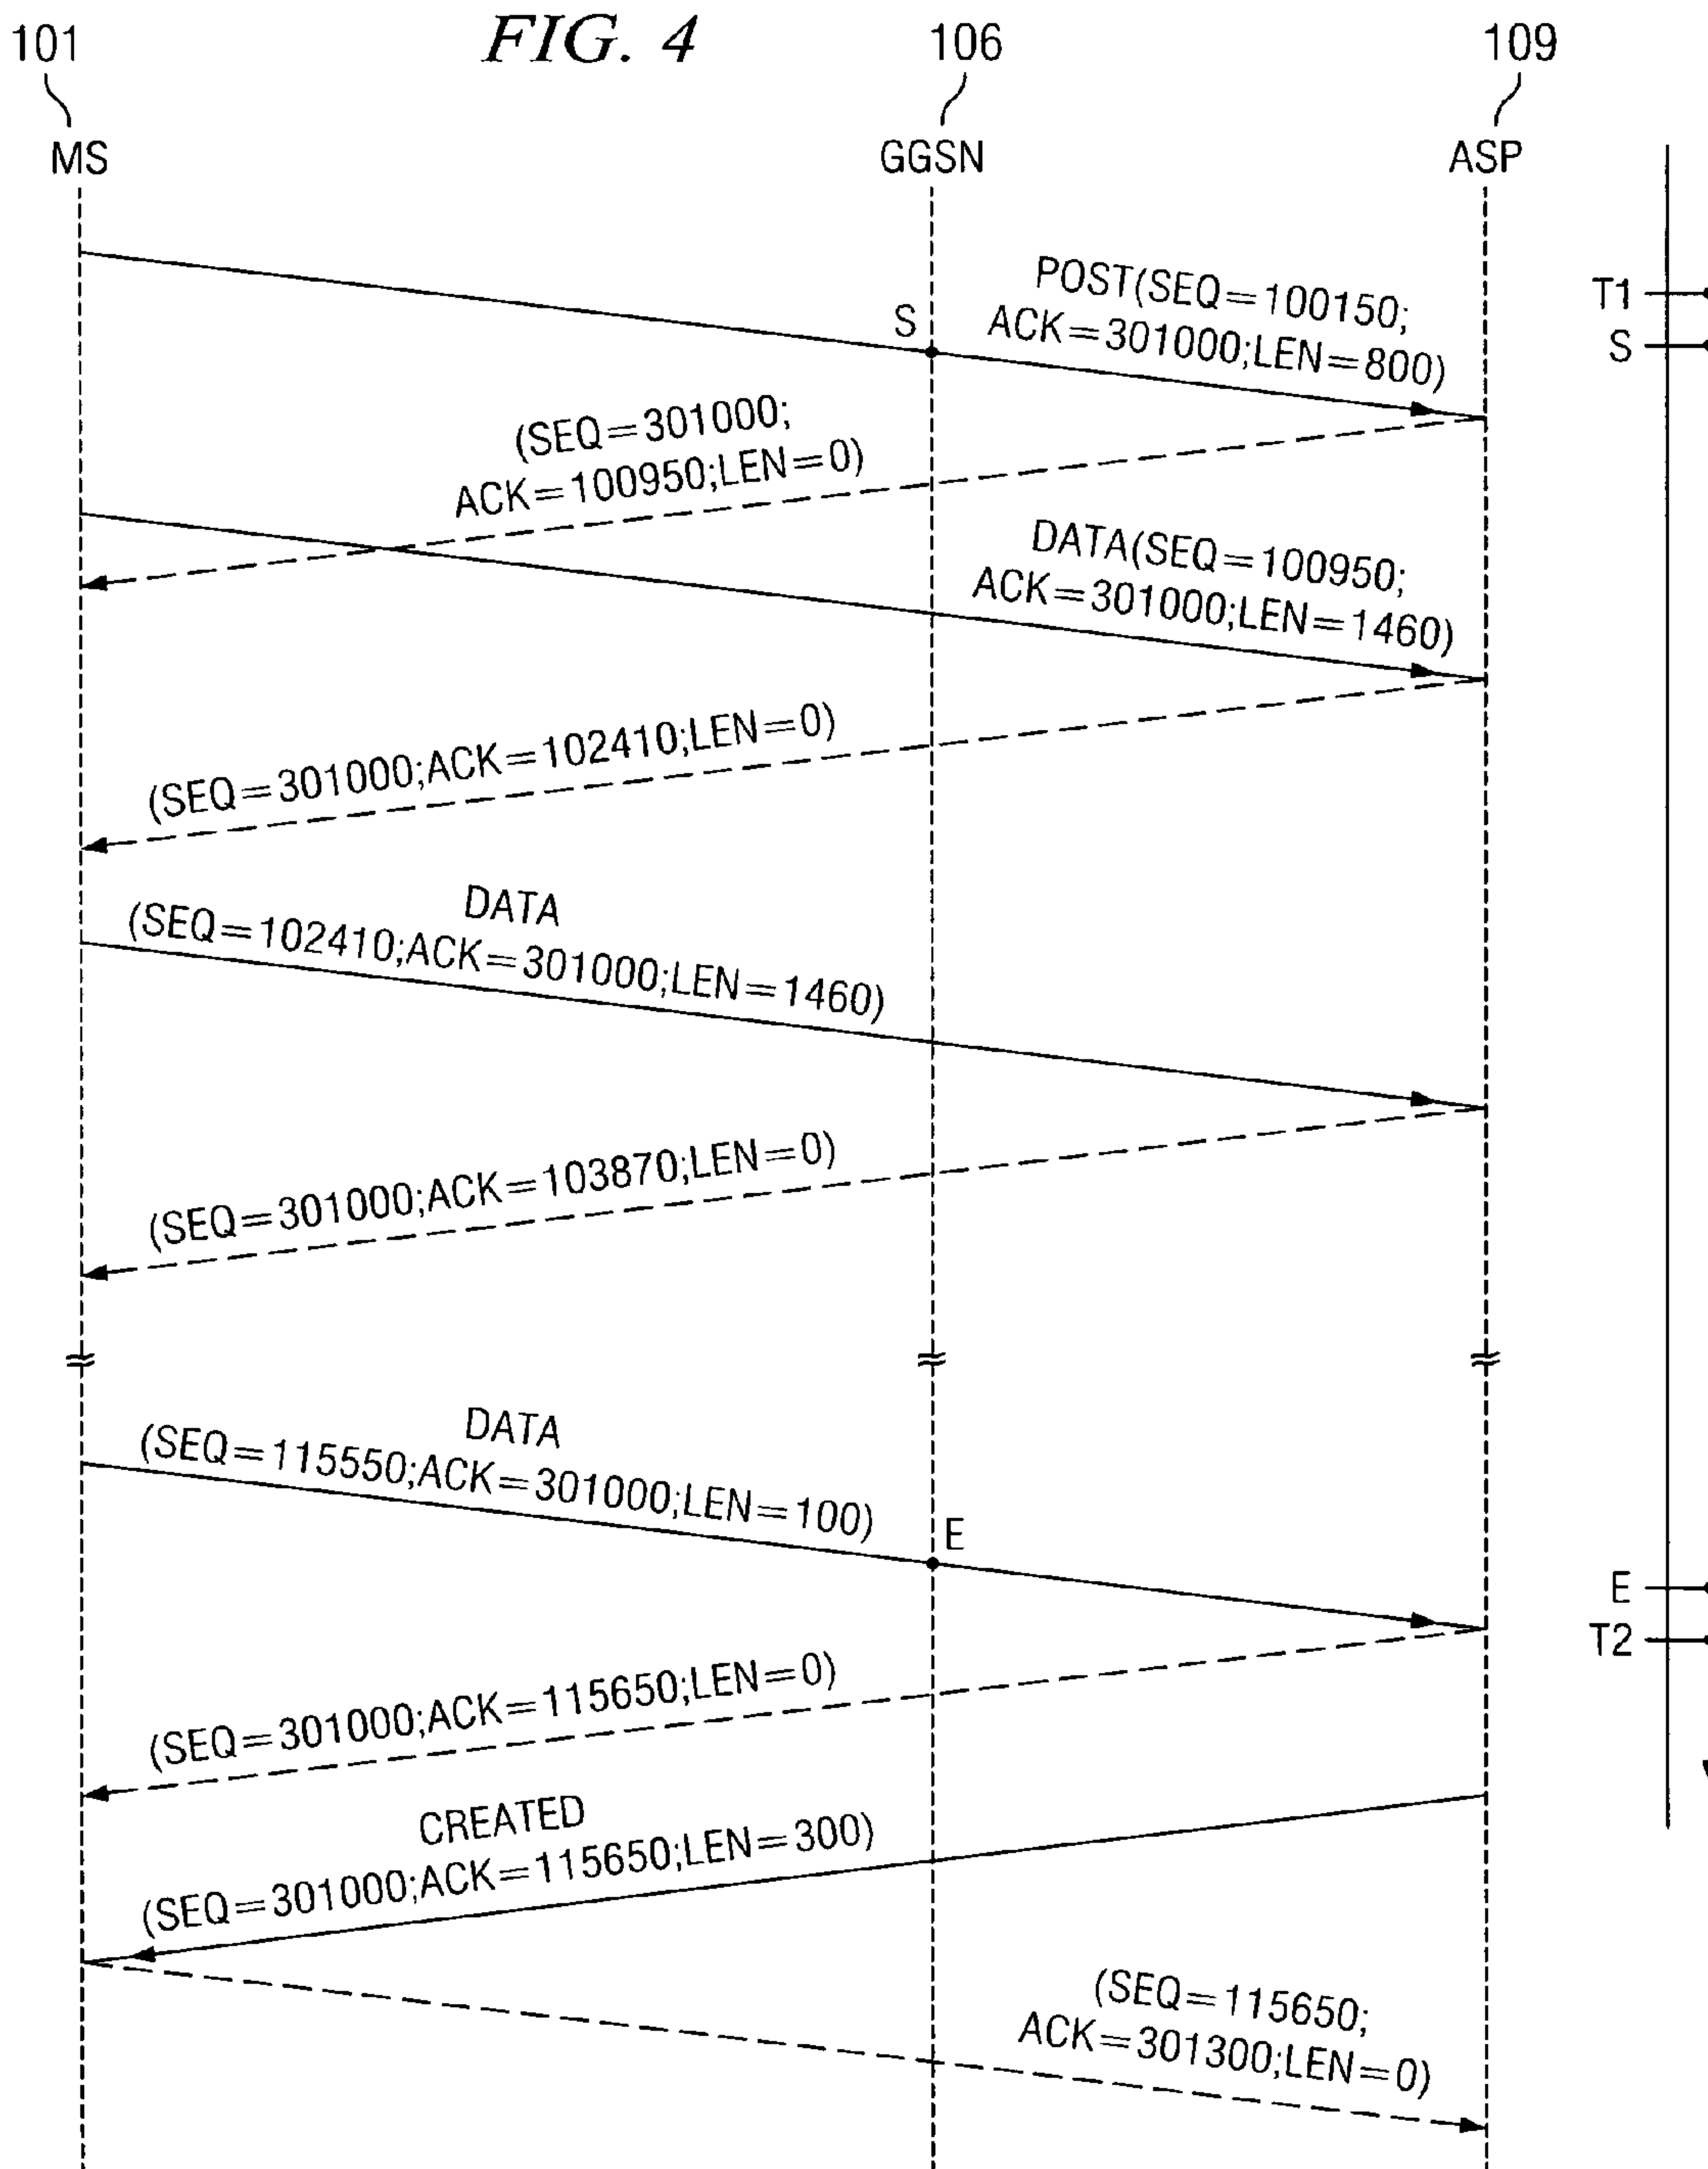 FIG. 4
101
106
109
MS
GGSN
ASP
POST(SEQ=100150;
ACK=301000;LEN=800)
T1
S
S
(SEQ=301000;
ACK=100950;LEN=0)
DATA(SEQ=100950;
ACK=301000;LEN=1460)
(SEQ=301000;ACK=102410;LEN=0)
DATA
(SEQ=102410;ACK=301000;LEN=1460)
(SEQ=301000;ACK=103870;LEN=0)
DATA
(SEQ=115550;ACK=301000;LEN=100)
E
E
T2
(SEQ=301000;ACK=115650;LEN=0)
CREATED
(SEQ=301000;ACK=115650;LEN=300)
(SEQ=115650;
ACK=301300;LEN=0)